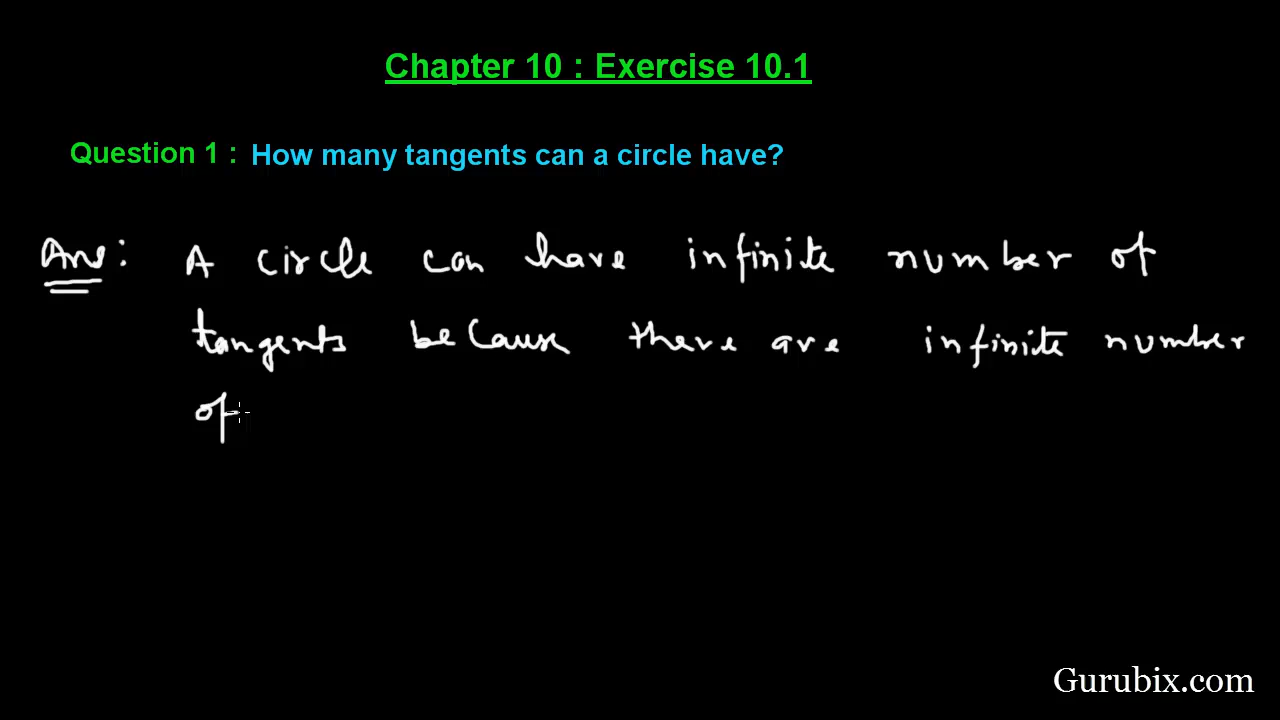 Chapter 10 : Exercise 10.1
Question 1 : How many tangents can a circle have?
Ans: A circle can have infinite number of
tangents because there are infinite number
of
Gurubix.com